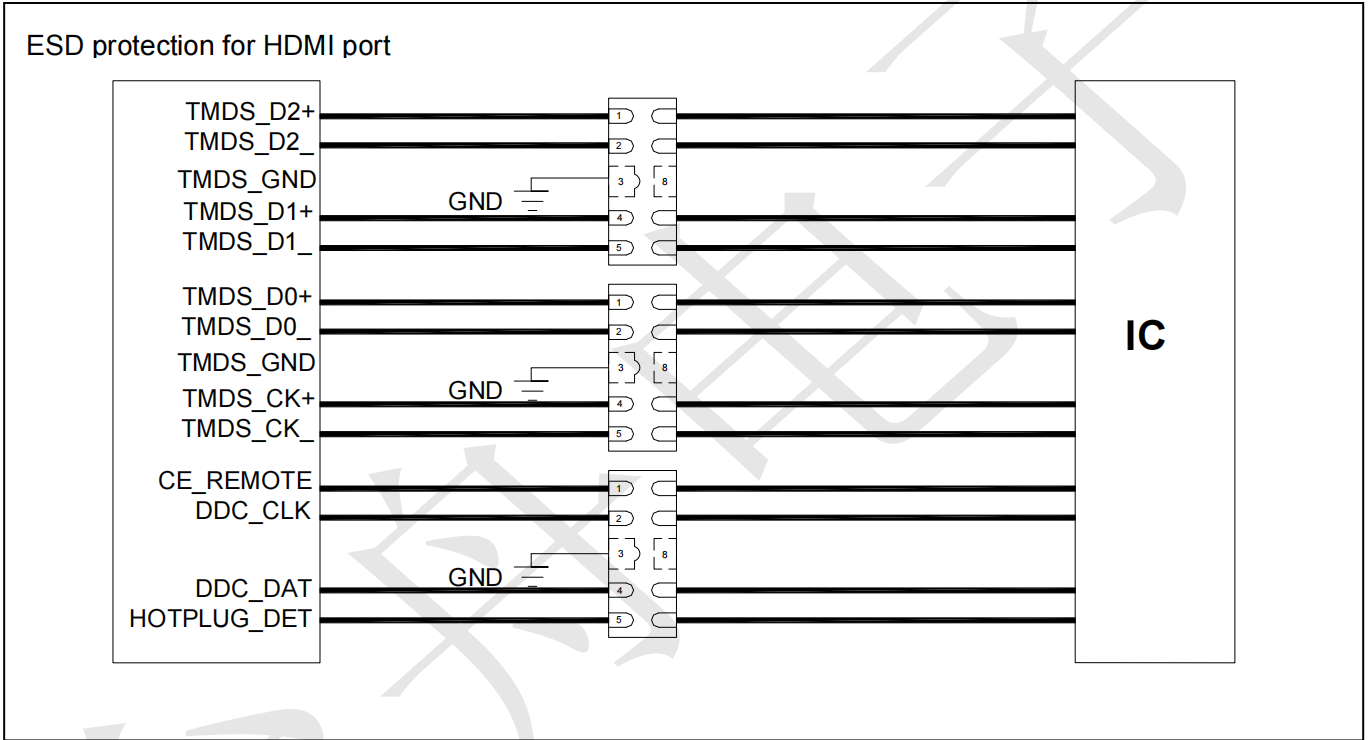 ESD protection for HDMI port
TMDS_D2+
1
TMDS_D2_
2
TMDS_GND
3
8
GND
TMDS_D1+
4
TMDS_D1_
5
TMDS_D0+
1
TMDS_D0_
2
TMDS_GND
3
8
GND
TMDS_CK+
4
TMDS_CK_
5
IC
CE_REMOTE
1
DDC_CLK
2
3
8
GND
DDC_DAT
4
HOTPLUG_DET
5